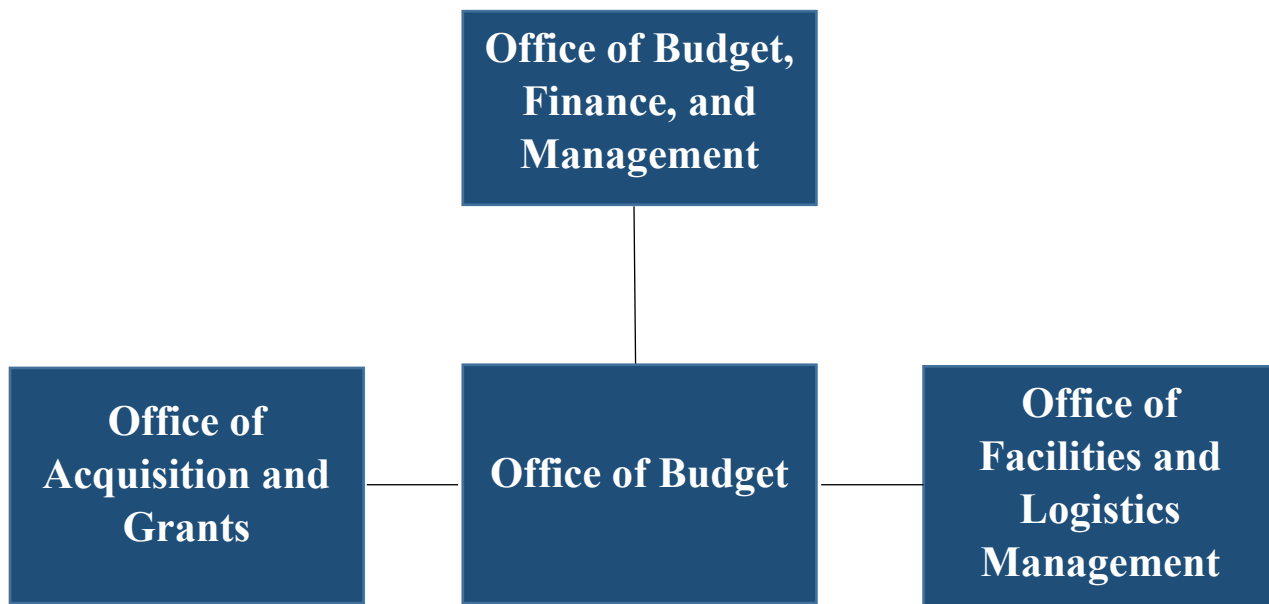 Office of Budget,
Finance, and
Management
Office of
Acquisition and
Grants
Office of Budget
Office of
Facilities and
Logistics
Management